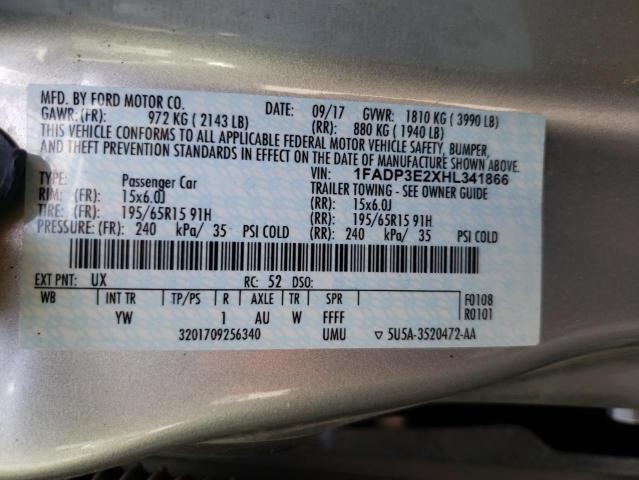 MFD. BY FORD MOTOR CO. DATE: 09/17 GVWR: 1810 KG ( 3990 LB)
GAWR:(FR): 972 KG ( 2143 LB) (RR): 880 KG ( 1940 LB)
THIS VEHICLE CONFORMS TO ALL APPLICABLE FEDERAL MOTOR VEHICLE SAFETY, BUMPER,
AND THEFT PREVENTION STANDARDS IN EFFECT ON THE DATE OF MANUFACTURE SHOWN ABOVE.
VIN: 1FADP3E2XHL341866
TYPE: Passenger Car TRAILER TOWING - SEE OWNER GUIDE
RIM: (FR): 15x6.0J (RR): 15x6.0J
TIRE: (FR): 195/65R15 91H (RR): 195/65R15 91H
PRESSURE: (FR): 240 kPa/ 35 PSI COLD (RR): 240 kPa/ 35 PSI COLD
EXT PNT: UX RC: 52 DSO:
WB INT TR TP/PS R AXLE TR SPR F0108
YW 1 AU W FFFF R0101
3201709256340 UMU ▽ 5U5A-3520472-AA